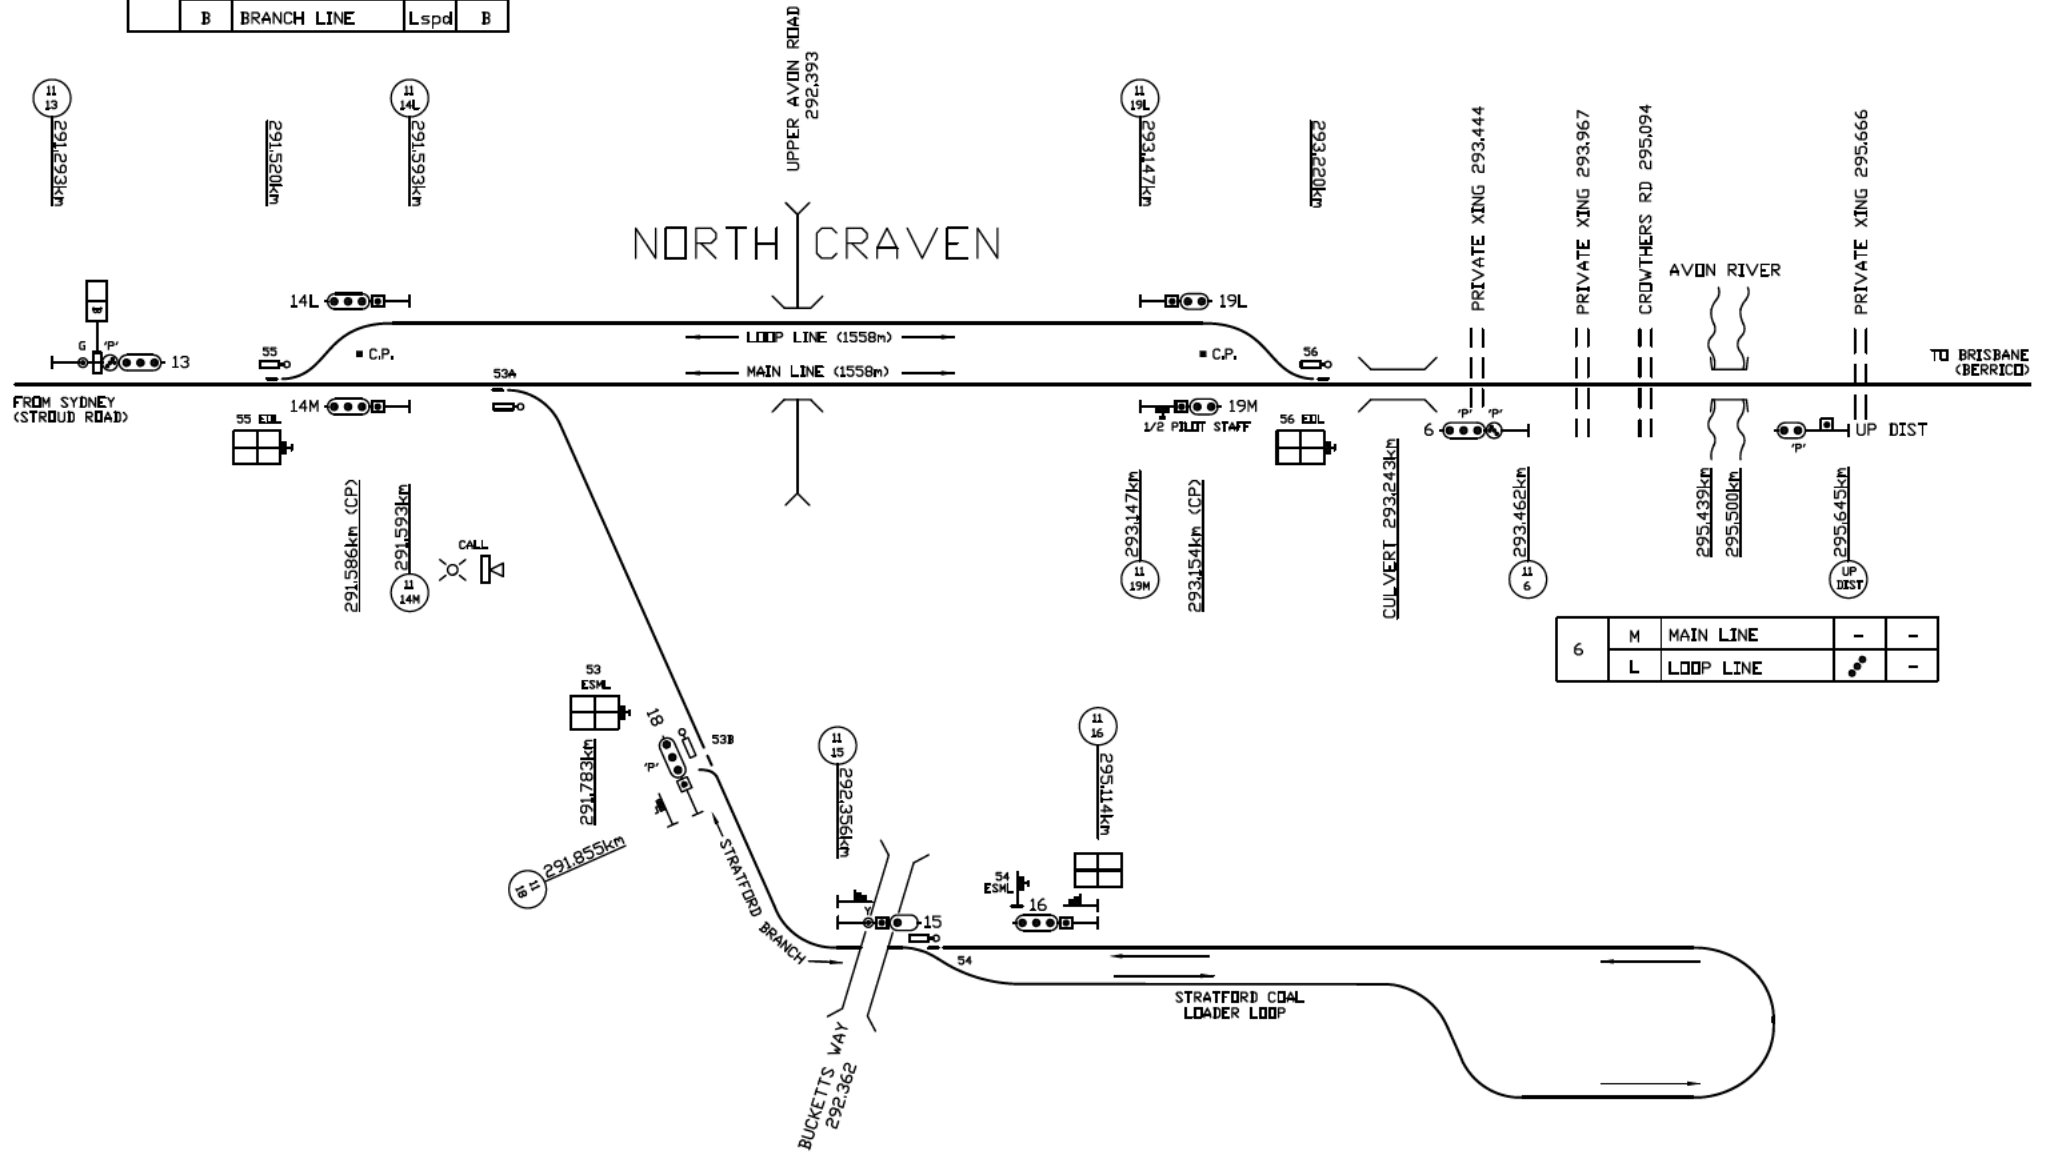 B BRANCH LINE Lspd B
UPPER AVON ROAD
292.393
11
13
291.293km
291.520km
11
14L
291.593km
11
19L
293.147km
293.220km
PRIVATE XING 293.444
PRIVATE XING 293.967
CROWTHERS RD 295.094
PRIVATE XING 295.666
NORTH CRAVEN
AVON RIVER
14L
19L
G 'P'
13
55
C.P.
LOOP LINE (1558m)
MAIN LINE (1558m)
C.P.
56
TO BRISBANE
(BERRICO)
FROM SYDNEY
(STROUD ROAD)
53A
55 EOL
14M
19M
1/2 PILOT STAFF
56 EOL
'P' 'P'
6
'P'
UP DIST
291.586km (CP)
291.593km
11
14M
CALL
293.147km
11
19M
293.154km (CP)
CULVERT 293.243km
293.462km
11
6
295.439km
295.500km
295.645km
UP
DIST
6
M MAIN LINE - -
L LOOP LINE -
53
ESML
291.783km
18
'P'
53B
11
18
291.855km
STRATFORD BRANCH
11
15
292.356km
11
16
295.114km
Y
15
54
ESML
16
54
STRATFORD COAL
LOADER LOOP
BUCKETTS WAY
292.362